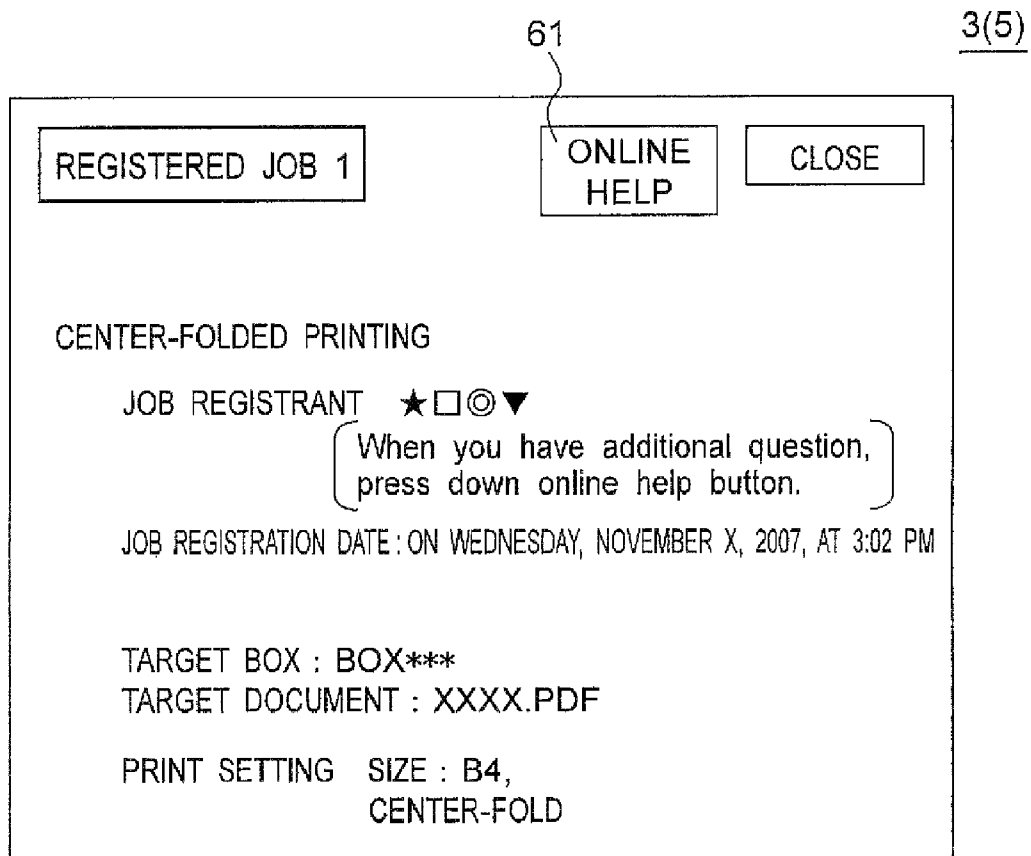 61
3(5)
REGISTERED JOB 1
ONLINE
HELP
CLOSE
CENTER-FOLDED PRINTING
JOB REGISTRANT ★□◎▼
When you have additional question,
press down online help button.
JOB REGISTRATION DATE : ON WEDNESDAY, NOVEMBER X, 2007, AT 3:02 PM
TARGET BOX : BOX***
TARGET DOCUMENT : XXXX.PDF
PRINT SETTING SIZE : B4,
CENTER-FOLD